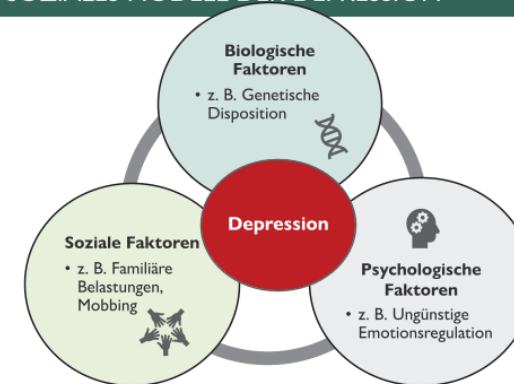 SOZIALES MODELL DER DEPRESSION
Biologische
Faktoren
• z. B. Genetische
Disposition
Depression
Soziale Faktoren
• z. B. Familiäre
Belastungen,
Mobbing
Psychologische
Faktoren
• z. B. Ungünstige
Emotionsregulation